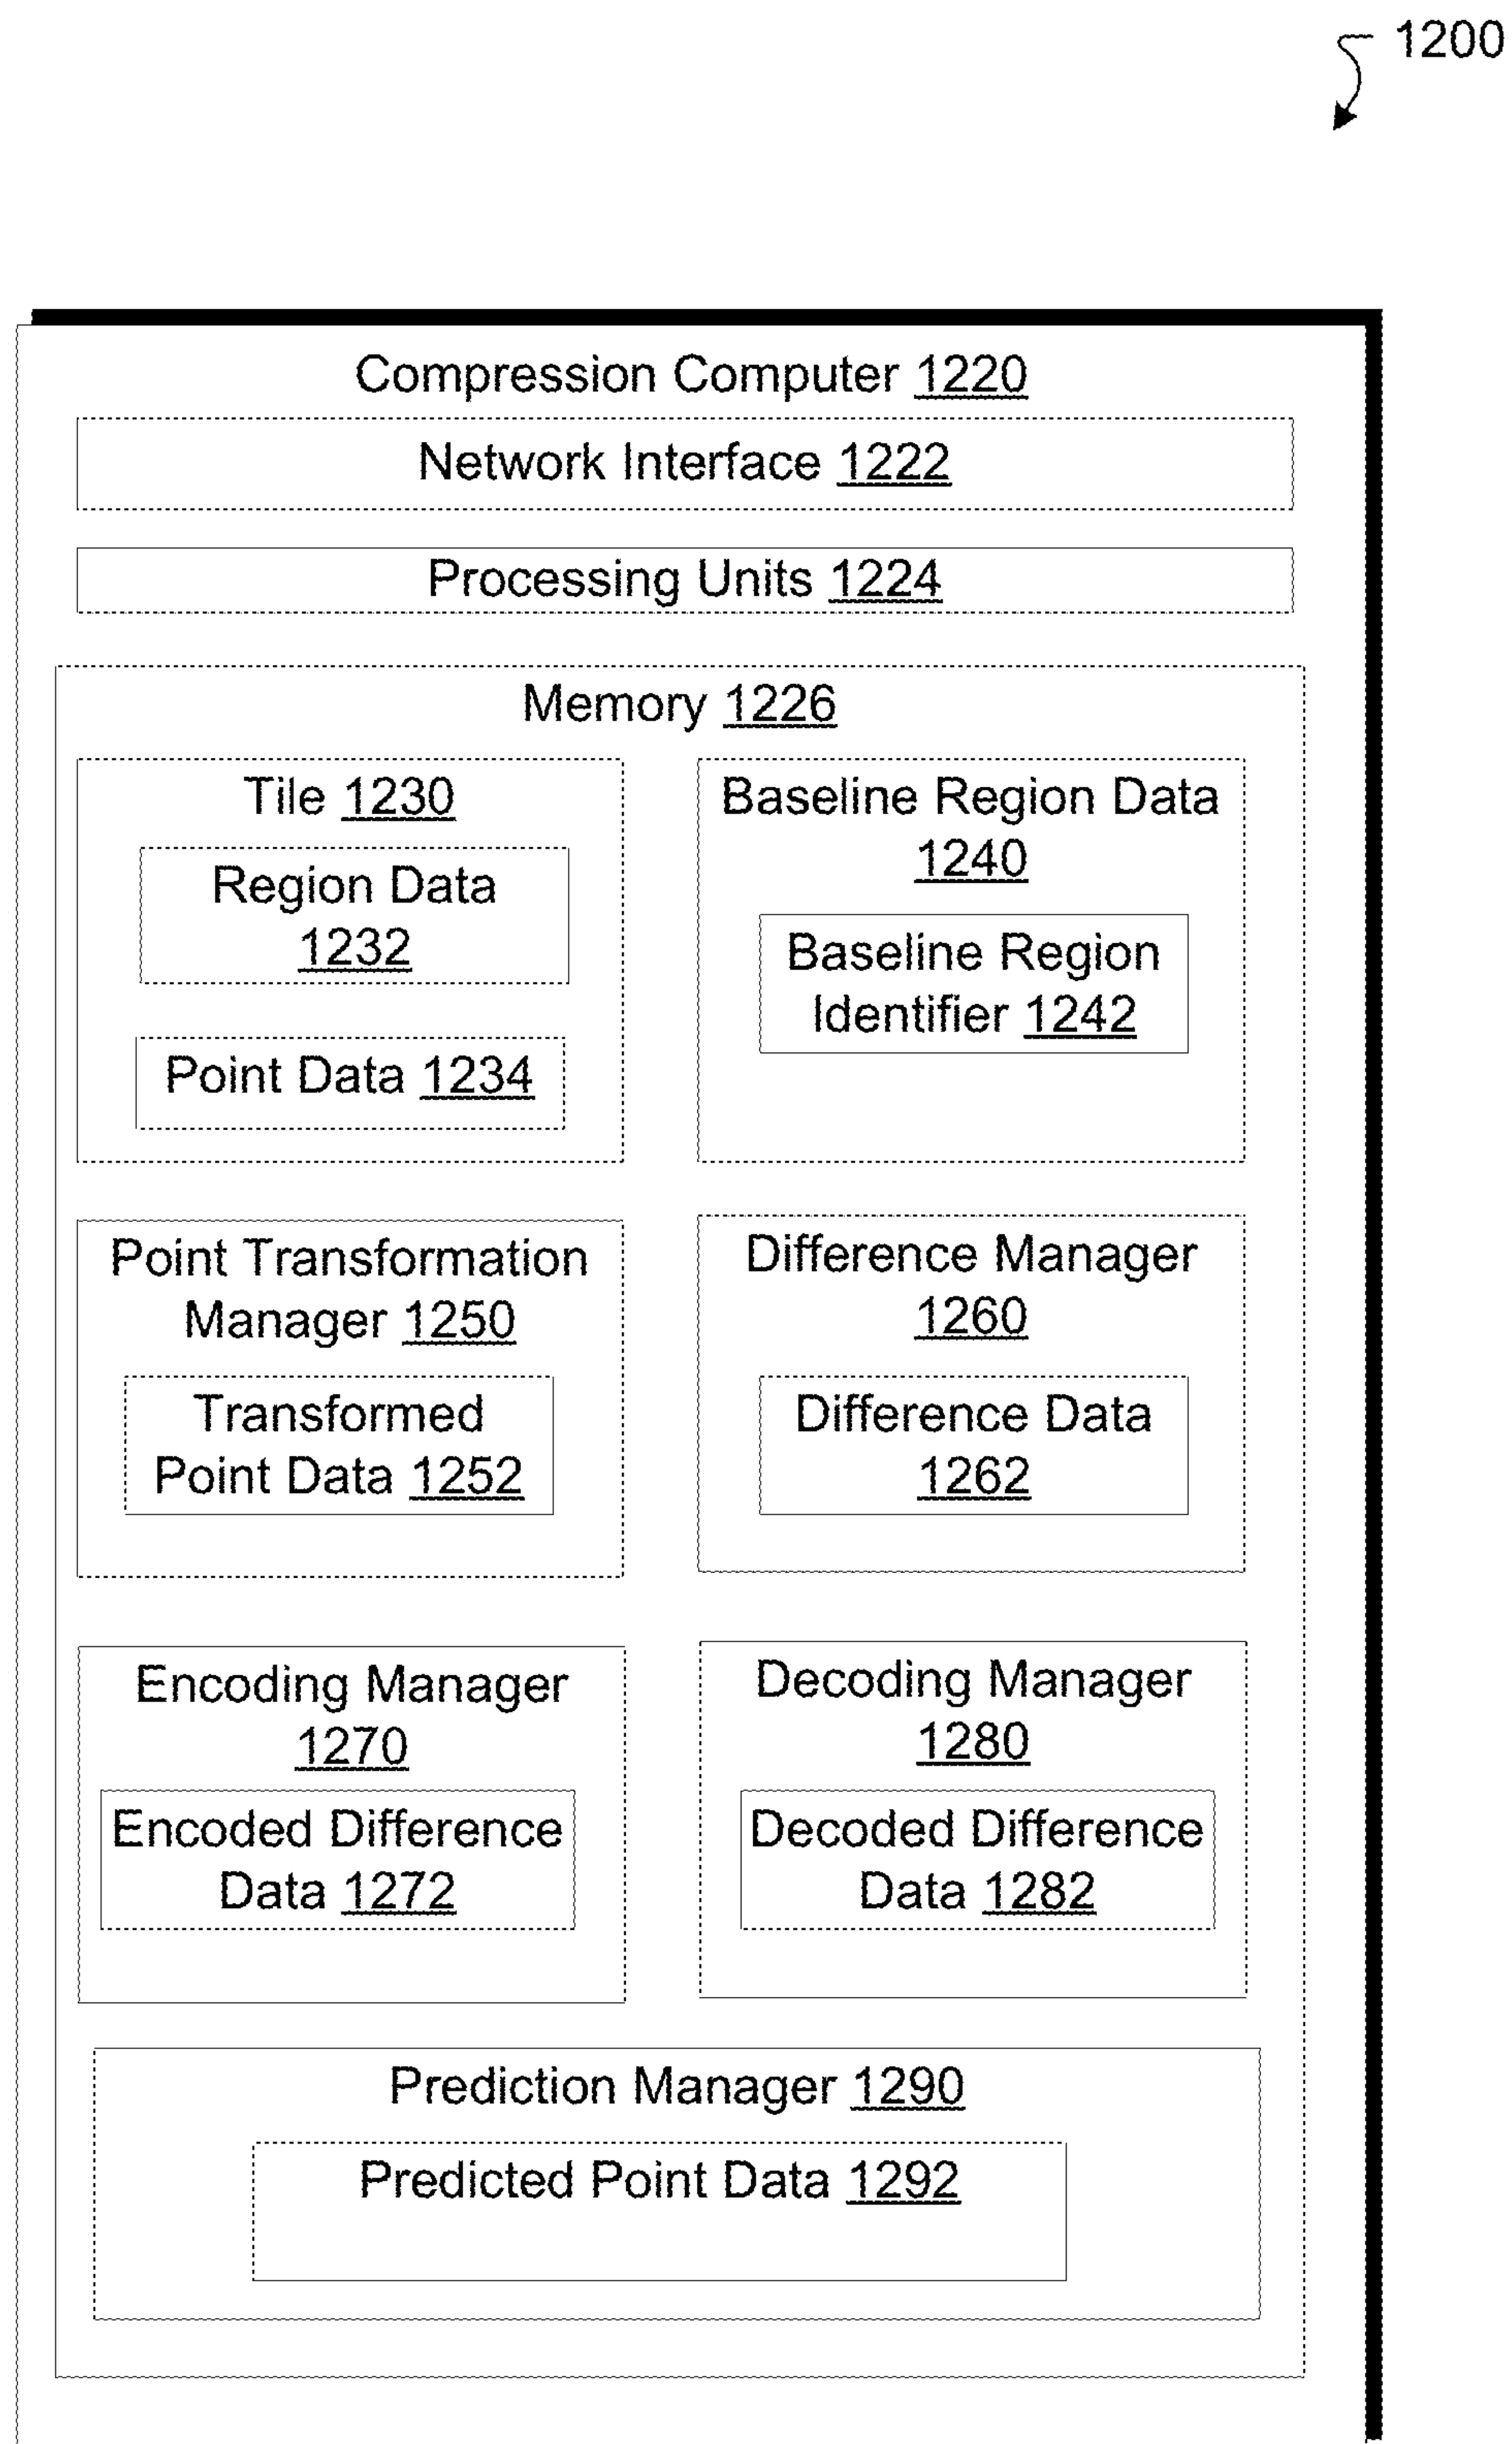 1200
Compression Computer 1220
Network Interface 1222
Processing Units 1224
Memory 1226
Tile 1230
Region Data
1232
Point Data 1234
Baseline Region Data
1240
Baseline Region
Identifier 1242
Point Transformation
Manager 1250
Transformed
Point Data 1252
Difference Manager
1260
Difference Data
1262
Encoding Manager
1270
Encoded Difference
Data 1272
Decoding Manager
1280
Decoded Difference
Data 1282
Prediction Manager 1290
Predicted Point Data 1292